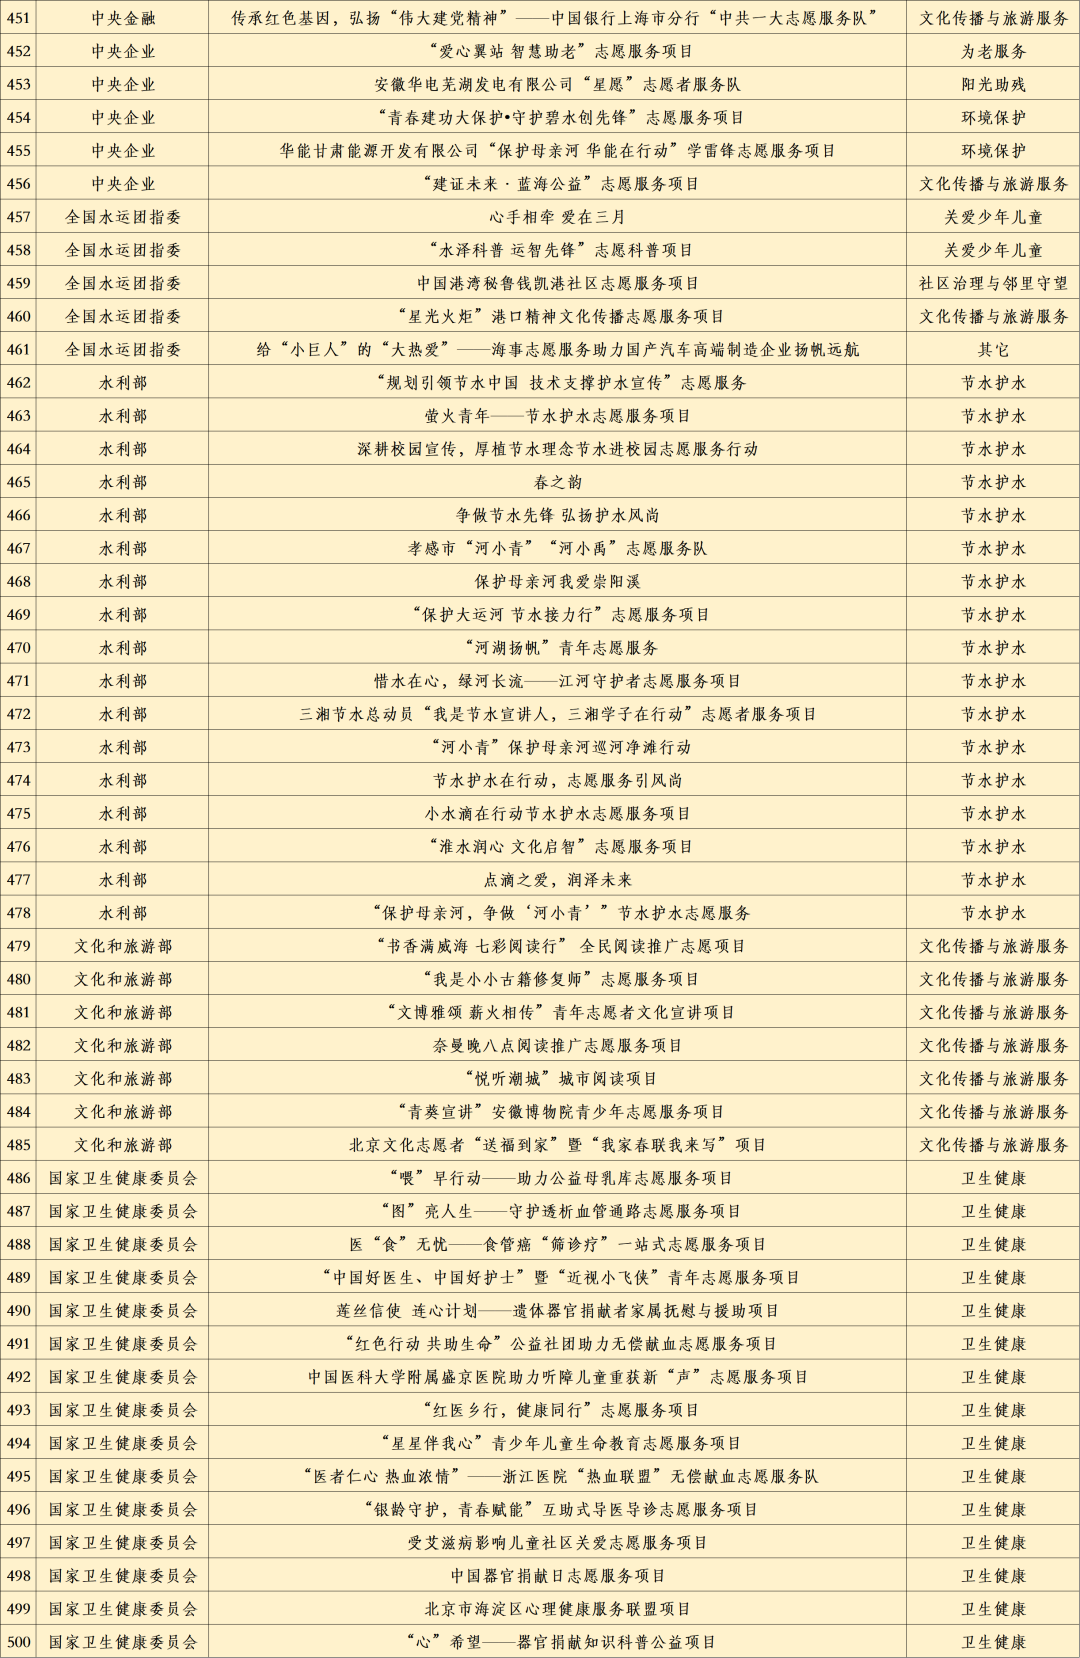 451 中央金融 传承红色基因，弘扬“伟大建党精神”——中国银行上海市分行“中共一大志愿服务队” 文化传播与旅游服务
452 中央企业 “爱心翼站 智慧助老”志愿服务项目 为老服务
453 中央企业 安徽华电芜湖发电有限公司“星愿”志愿者服务队 阳光助残
454 中央企业 “青春建功大保护•守护碧水创先锋”志愿服务项目 环境保护
455 中央企业 华能甘肃能源开发有限公司“保护母亲河 华能在行动”学雷锋志愿服务项目 环境保护
456 中央企业 “建证未来·蓝海公益”志愿服务项目 文化传播与旅游服务
457 全国水运团指委 心手相牵 爱在三月 关爱少年儿童
458 全国水运团指委 “水泽科普 运智先锋”志愿科普项目 关爱少年儿童
459 全国水运团指委 中国港湾秘鲁钱凯港社区志愿服务项目 社区治理与邻里守望
460 全国水运团指委 “星光火炬”港口精神文化传播志愿服务项目 文化传播与旅游服务
461 全国水运团指委 给“小巨人”的“大热爱”——海事志愿服务助力国产汽车高端制造企业扬帆远航 其它
462 水利部 “规划引领节水中国 技术支撑护水宣传”志愿服务 节水护水
463 水利部 萤火青年——节水护水志愿服务项目 节水护水
464 水利部 深耕校园宣传，厚植节水理念节水进校园志愿服务行动 节水护水
465 水利部 春之韵 节水护水
466 水利部 争做节水先锋 弘扬护水风尚 节水护水
467 水利部 孝感市“河小青”“河小禹”志愿服务队 节水护水
468 水利部 保护母亲河我爱崇阳溪 节水护水
469 水利部 “保护大运河 节水接力行”志愿服务项目 节水护水
470 水利部 “河湖扬帆”青年志愿服务 节水护水
471 水利部 惜水在心，绿河长流——江河守护者志愿服务项目 节水护水
472 水利部 三湘节水总动员“我是节水宣讲人，三湘学子在行动”志愿者服务项目 节水护水
473 水利部 “河小青”保护母亲河巡河净滩行动 节水护水
474 水利部 节水护水在行动，志愿服务引风尚 节水护水
475 水利部 小水滴在行动节水护水志愿服务项目 节水护水
476 水利部 “淮水润心 文化启智”志愿服务项目 节水护水
477 水利部 点滴之爱，润泽未来 节水护水
478 水利部 “保护母亲河，争做‘河小青’”节水护水志愿服务 节水护水
479 文化和旅游部 “书香满威海 七彩阅读行” 全民阅读推广志愿项目 文化传播与旅游服务
480 文化和旅游部 “我是小小古籍修复师”志愿服务项目 文化传播与旅游服务
481 文化和旅游部 “文博雅颂 薪火相传”青年志愿者文化宣讲项目 文化传播与旅游服务
482 文化和旅游部 奈曼晚八点阅读推广志愿服务项目 文化传播与旅游服务
483 文化和旅游部 “悦听潮城”城市阅读项目 文化传播与旅游服务
484 文化和旅游部 “青葵宣讲”安徽博物院青少年志愿服务项目 文化传播与旅游服务
485 文化和旅游部 北京文化志愿者“送福到家”暨“我家春联我来写”项目 文化传播与旅游服务
486 国家卫生健康委员会 “喂”早行动——助力公益母乳库志愿服务项目 卫生健康
487 国家卫生健康委员会 “图”亮人生——守护透析血管通路志愿服务项目 卫生健康
488 国家卫生健康委员会 医“食”无忧——食管癌“筛诊疗”一站式志愿服务项目 卫生健康
489 国家卫生健康委员会 “中国好医生、中国好护士”暨“近视小飞侠”青年志愿服务项目 卫生健康
490 国家卫生健康委员会 莲丝信使 连心计划——遗体器官捐献者家属抚慰与援助项目 卫生健康
491 国家卫生健康委员会 “红色行动 共助生命”公益社团助力无偿献血志愿服务项目 卫生健康
492 国家卫生健康委员会 中国医科大学附属盛京医院助力听障儿童重获新“声”志愿服务项目 卫生健康
493 国家卫生健康委员会 “红医乡行，健康同行”志愿服务项目 卫生健康
494 国家卫生健康委员会 “星星伴我心”青少年儿童生命教育志愿服务项目 卫生健康
495 国家卫生健康委员会 “医者仁心 热血浓情”——浙江医院“热血联盟”无偿献血志愿服务队 卫生健康
496 国家卫生健康委员会 “银龄守护，青春赋能”互助式导医导诊志愿服务项目 卫生健康
497 国家卫生健康委员会 受艾滋病影响儿童社区关爱志愿服务项目 卫生健康
498 国家卫生健康委员会 中国器官捐献日志愿服务项目 卫生健康
499 国家卫生健康委员会 北京市海淀区心理健康服务联盟项目 卫生健康
500 国家卫生健康委员会 “心”希望——器官捐献知识科普公益项目 卫生健康